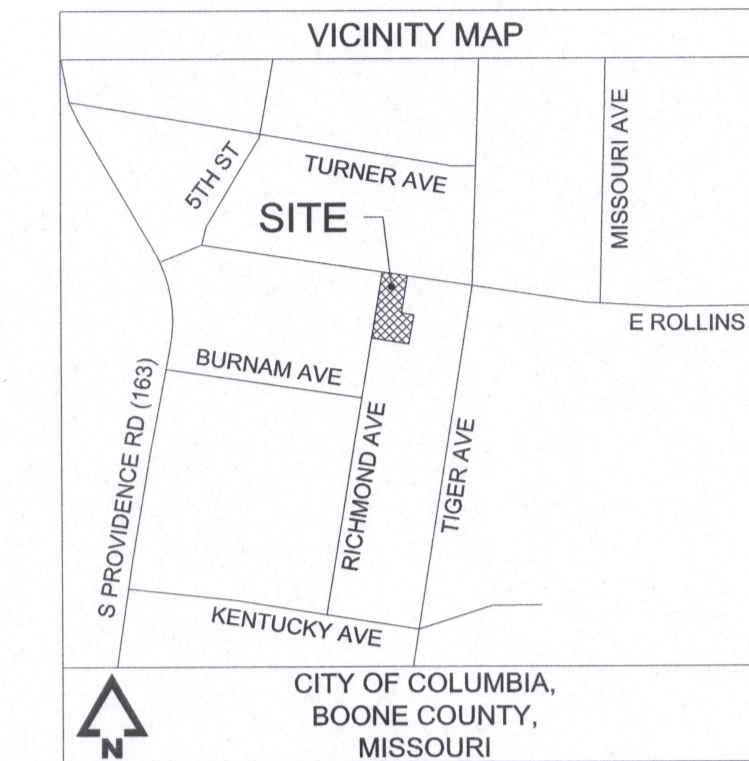 VICINITY MAP
5TH ST
TURNER AVE
MISSOURI AVE
SITE
E ROLLINS
BURNAM AVE
S PROVIDENCE RD (163)
RICHMOND AVE
TIGER AVE
KENTUCKY AVE
N
CITY OF COLUMBIA,
BOONE COUNTY,
MISSOURI